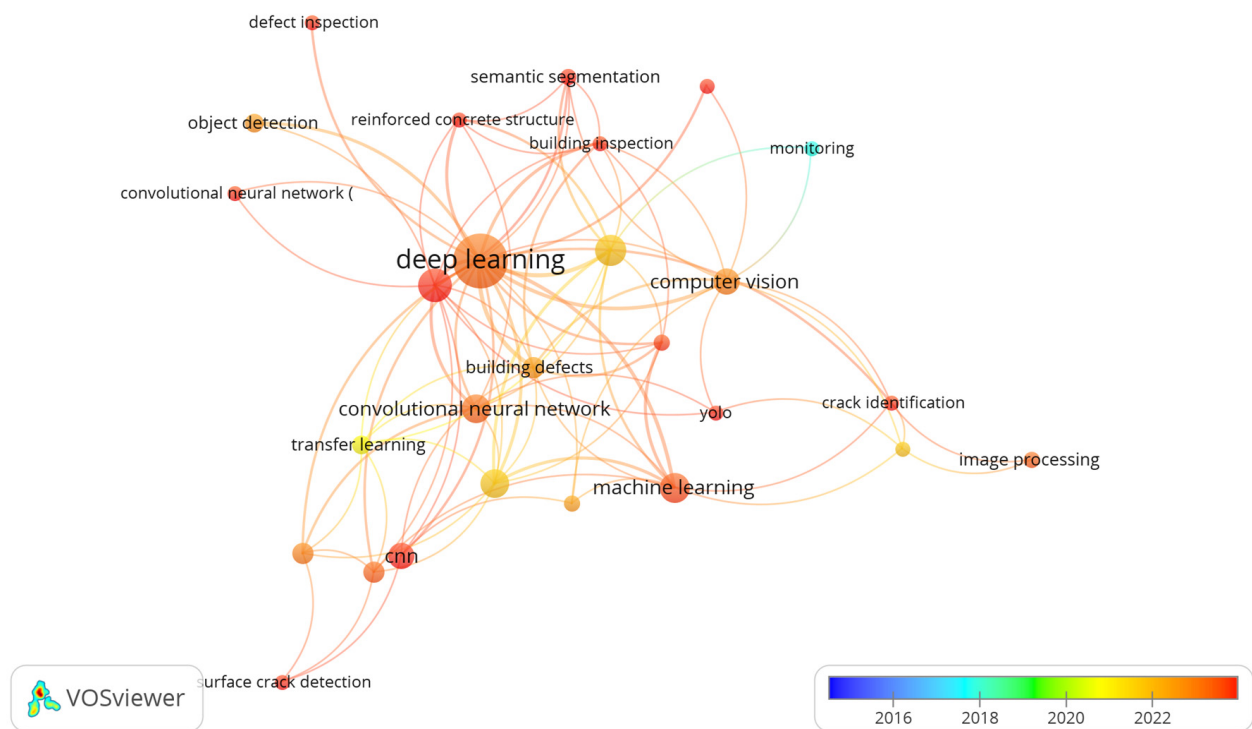 defect inspection
semantic segmentation
object detection
reinforced concrete structure
building inspection
monitoring
convolutional neural network (
deep learning
computer vision
building defects
convolutional neural network
yolo
crack identification
transfer learning
image processing
machine learning
cnn
surface crack detection
VOSviewer
2016 2018 2020 2022